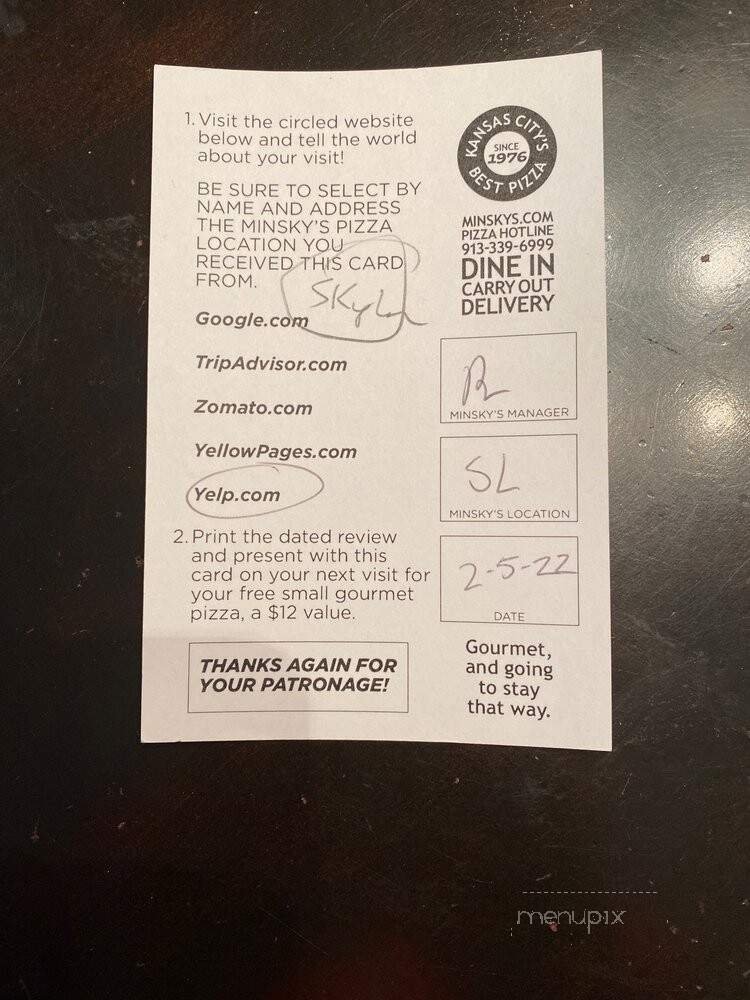 1. Visit the circled website
below and tell the world
about your visit!
BE SURE TO SELECT BY
NAME AND ADDRESS
THE MINSKY'S PIZZA
LOCATION YOU
RECEIVED THIS CARD
FROM.
Google.com
TripAdvisor.com
Zomato.com
YellowPages.com
Yelp.com
2. Print the dated review
and present with this
card on your next visit for
your free small gourmet
pizza, a $12 value.
THANKS AGAIN FOR
YOUR PATRONAGE!
KANSAS CITY'S
BEST PIZZA
SINCE
1976
MINSKYS.COM
PIZZA HOTLINE
913-339-6999
DINE IN
CARRY OUT
DELIVERY
MINSKY'S MANAGER
SL
MINSKY'S LOCATION
2-5-22
DATE
Gourmet,
and going
to stay
that way.
menupix